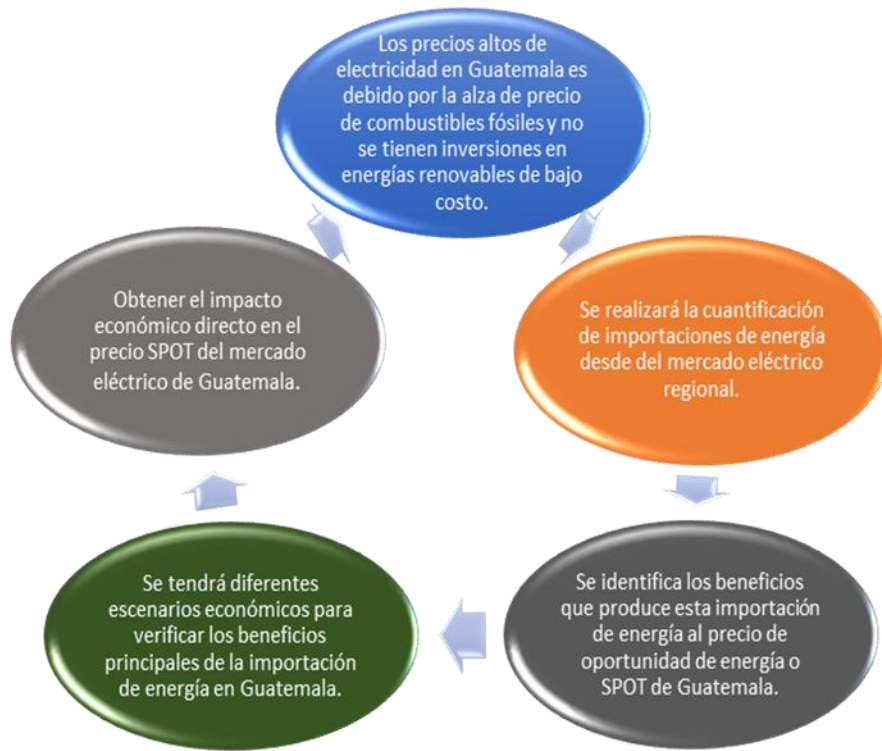 Los precios altos de
electricidad en Guatemala es
debido por la alza de precio
de combustibles fósiles y no
se tienen inversiones en
energías renovables de bajo
costo.
Se realizará la cuantificación
de importaciones de energía
desde del mercado eléctrico
regional.
Se identifica los beneficios
que produce esta importación
de energía al precio de
oportunidad de energía o
SPOT de Guatemala.
Se tendrá diferentes
escenarios económicos para
verificar los beneficios
principales de la importación
de energía en Guatemala.
Obtener el impacto
económico directo en el
precio SPOT del mercado
eléctrico de Guatemala.